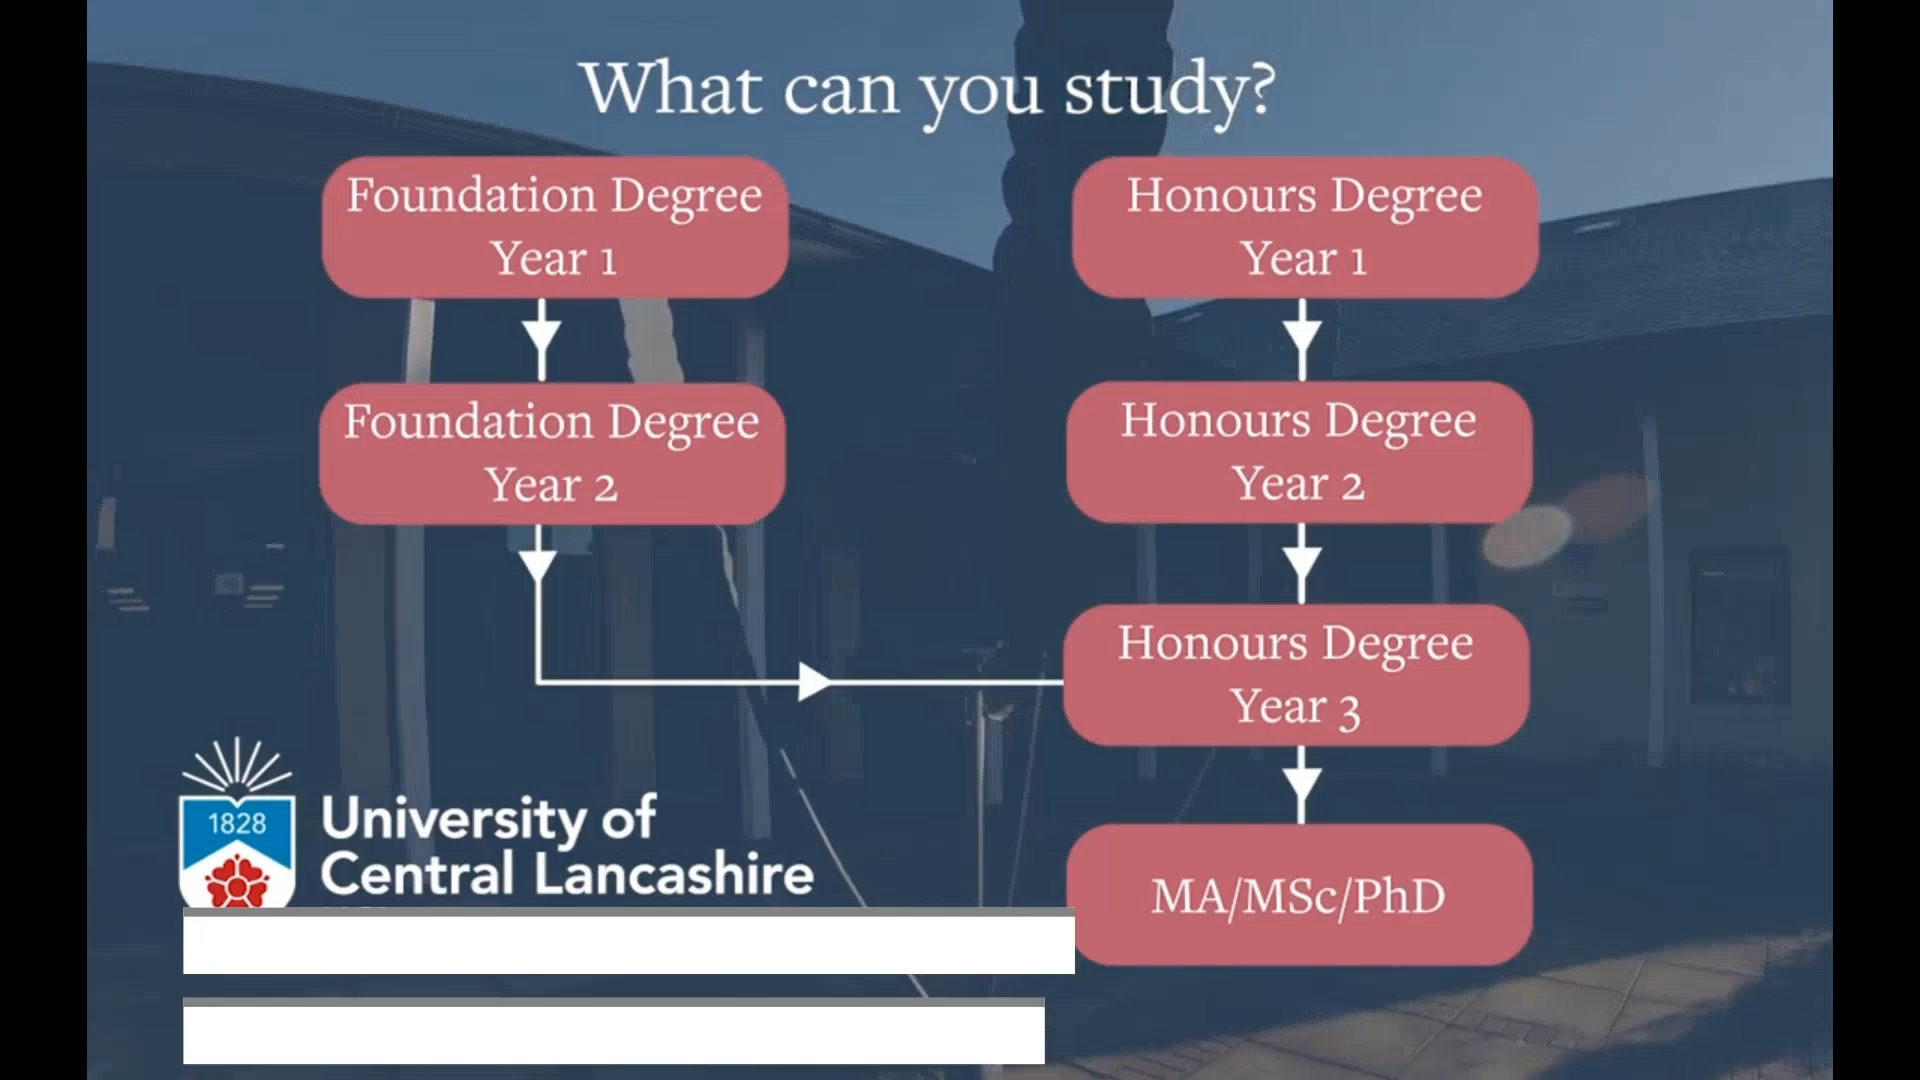 What can you study?
Foundation Degree
Year 1
Foundation Degree
Year 2
Honours Degree
Year 1
Honours Degree
Year 2
Honours Degree
Year 3
MA/MSc/PhD
1828
University of
Central Lancashire